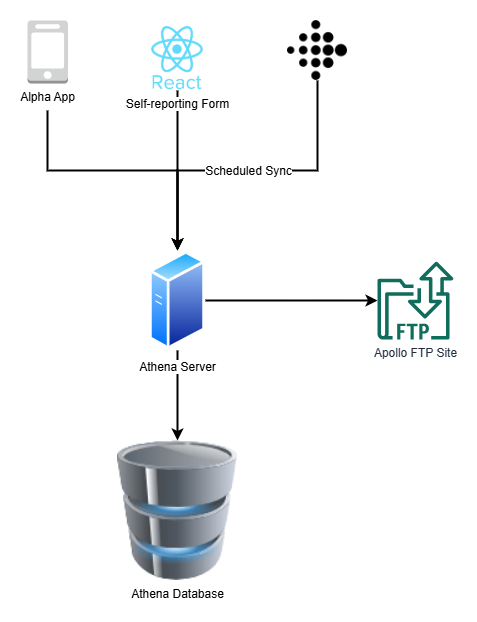 React
Alpha App
Self-reporting Form
Scheduled Sync
FTP
Athena Server
Apollo FTP Site
Athena Database